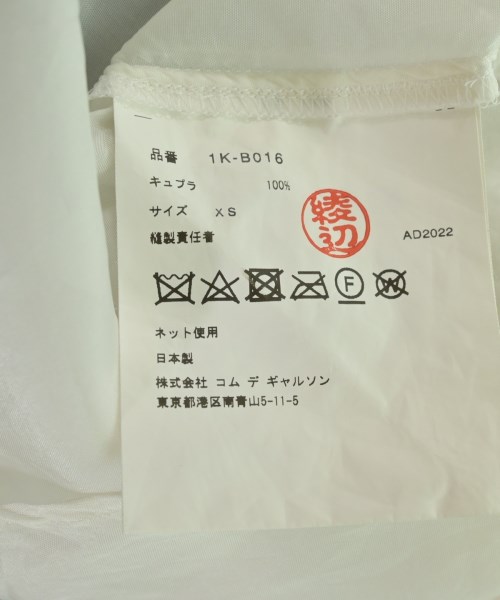 品番 1K-B016
キュプラ 100%
サイズ XS
縫製責任者 綾辺 AD2022
F W
ネット使用
日本製
株式会社 コム デ ギャルソン
東京都港区南青山5-11-5